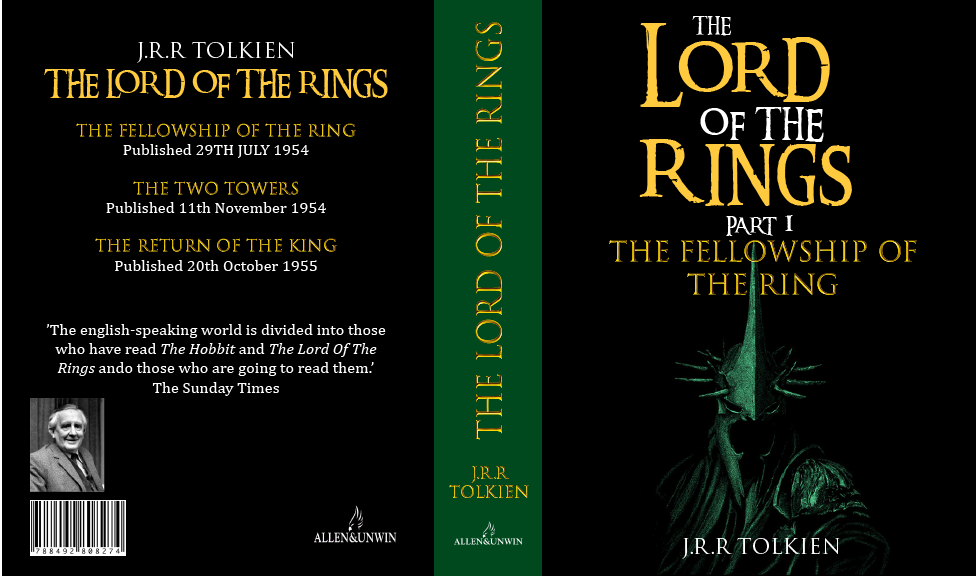 J.R.R TOLKIEN
THE LORD OF THE RINGS
THE FELLOWSHIP OF THE RING
Published 29TH JULY 1954
THE TWO TOWERS
Published 11th November 1954
THE RETURN OF THE KING
Published 20th October 1955
'The english-speaking world is divided into those
who have read The Hobbit and The Lord Of The
Rings ando those who are going to read them.'
The Sunday Times
788492 808274
ALLEN&UNWIN
THE LORD OF THE RINGS
J.R.R
TOLKIEN
ALLEN&UNWIN
THE
LORD
OF THE
RINGS
PART I
THE FELLOWSHIP OF
THE RING
J.R.R TOLKIEN